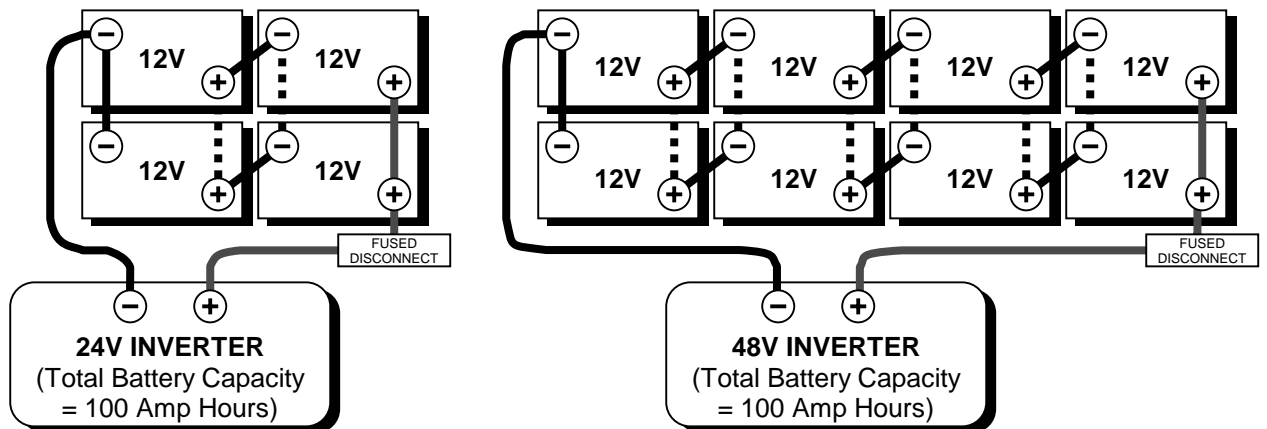 − − 12V + 12V +
− − 12V + 12V +
FUSED
DISCONNECT
− +
24V INVERTER
(Total Battery Capacity
= 100 Amp Hours)
− 12V + − 12V + − 12V + − 12V +
− 12V + − 12V + − 12V + − 12V +
FUSED
DISCONNECT
− +
48V INVERTER
(Total Battery Capacity
= 100 Amp Hours)